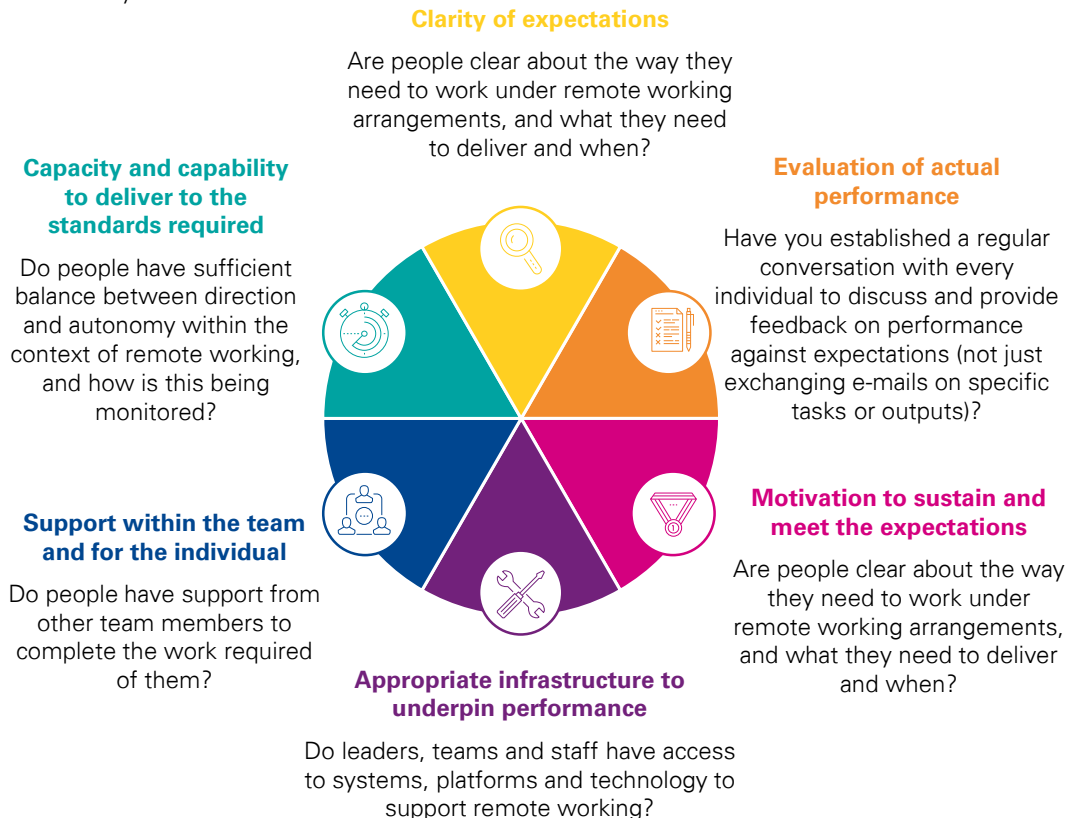 Clarity of expectations
Are people clear about the way they
need to work under remote working
arrangements, and what they need
to deliver and when?
Evaluation of actual
performance
Have you established a regular
conversation with every
individual to discuss and provide
feedback on performance
against expectations (not just
exchanging e-mails on specific
tasks or outputs)?
Motivation to sustain and
meet the expectations
Are people clear about the way
they need to work under
remote working arrangements,
and what they need to deliver
and when?
Appropriate infrastructure to
underpin performance
Do leaders, teams and staff have access
to systems, platforms and technology to
support remote working?
Support within the team
and for the individual
Do people have support from
other team members to
complete the work required
of them?
Capacity and capability
to deliver to the
standards required
Do people have sufficient
balance between direction
and autonomy within the
context of remote working,
and how is this being
monitored?
1